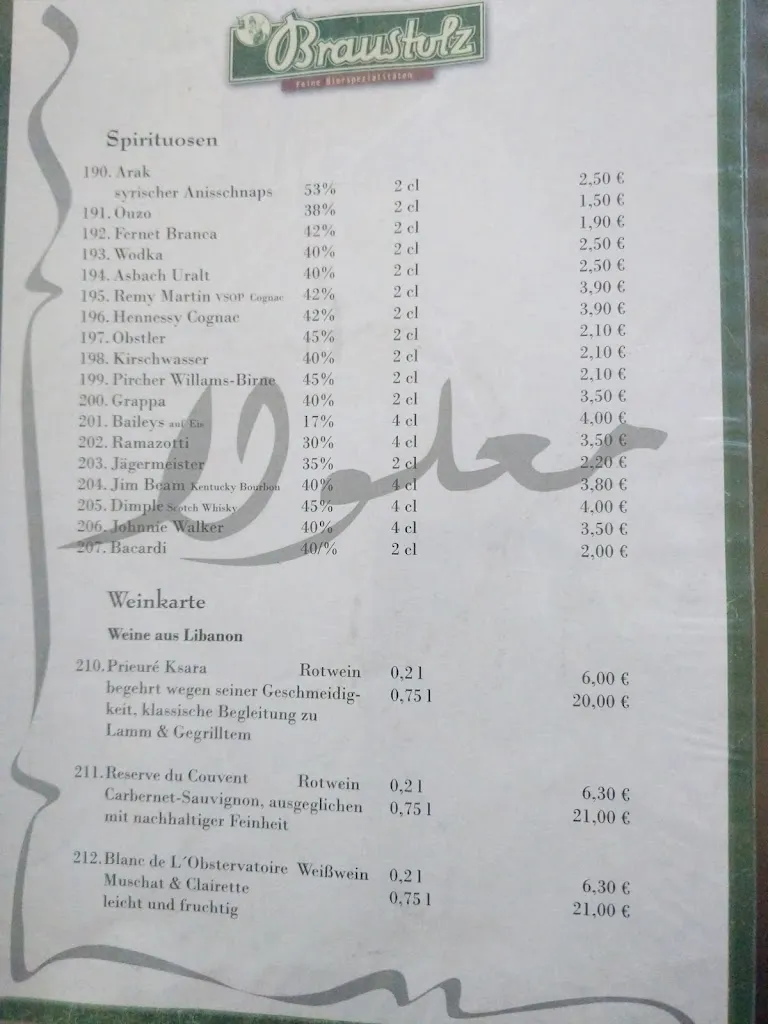 Braustolz
Feine Bierspezialitäten
Spirituosen
190. Arak
syrischer Anisschnaps 53% 2 cl 2,50 €
191. Ouzo 38% 2 cl 1,50 €
192. Fernet Branca 42% 2 cl 1,90 €
193. Wodka 40% 2 cl 2,50 €
194. Asbach Uralt 40% 2 cl 2,50 €
195. Remy Martin VSOP Cognac 42% 2 cl 3,90 €
196. Hennessy Cognac 42% 2 cl 3,90 €
197. Obstler 45% 2 cl 2,10 €
198. Kirschwasser 40% 2 cl 2,10 €
199. Pircher Willams-Birne 45% 2 cl 2,10 €
200. Grappa 40% 2 cl 3,50 €
201. Baileys auf Eis 17% 4 cl 4,00 €
202. Ramazotti 30% 4 cl 3,50 €
203. Jägermeister 35% 2 cl 2,20 €
204. Jim Beam Kentucky Bourbon 40% 4 cl 3,80 €
205. Dimple Scotch Whisky 45% 4 cl 4,00 €
206. Johnnie Walker 40% 4 cl 3,50 €
207. Bacardi 40/% 2 cl 2,00 €
معلولا
Weinkarte
Weine aus Libanon
210. Prieuré Ksara Rotwein 0,2 l 6,00 €
begehrt wegen seiner Geschmeidig- 0,75 l 20,00 €
keit, klassische Begleitung zu
Lamm & Gegrilltem
211. Reserve du Couvent Rotwein 0,2 l 6,30 €
Carbernet-Sauvignon, ausgeglichen 0,75 l 21,00 €
mit nachhaltiger Feinheit
212. Blanc de L´Obstervatoire Weißwein 0,2 l 6,30 €
Muschat & Clairette 0,75 l 21,00 €
leicht und fruchtig